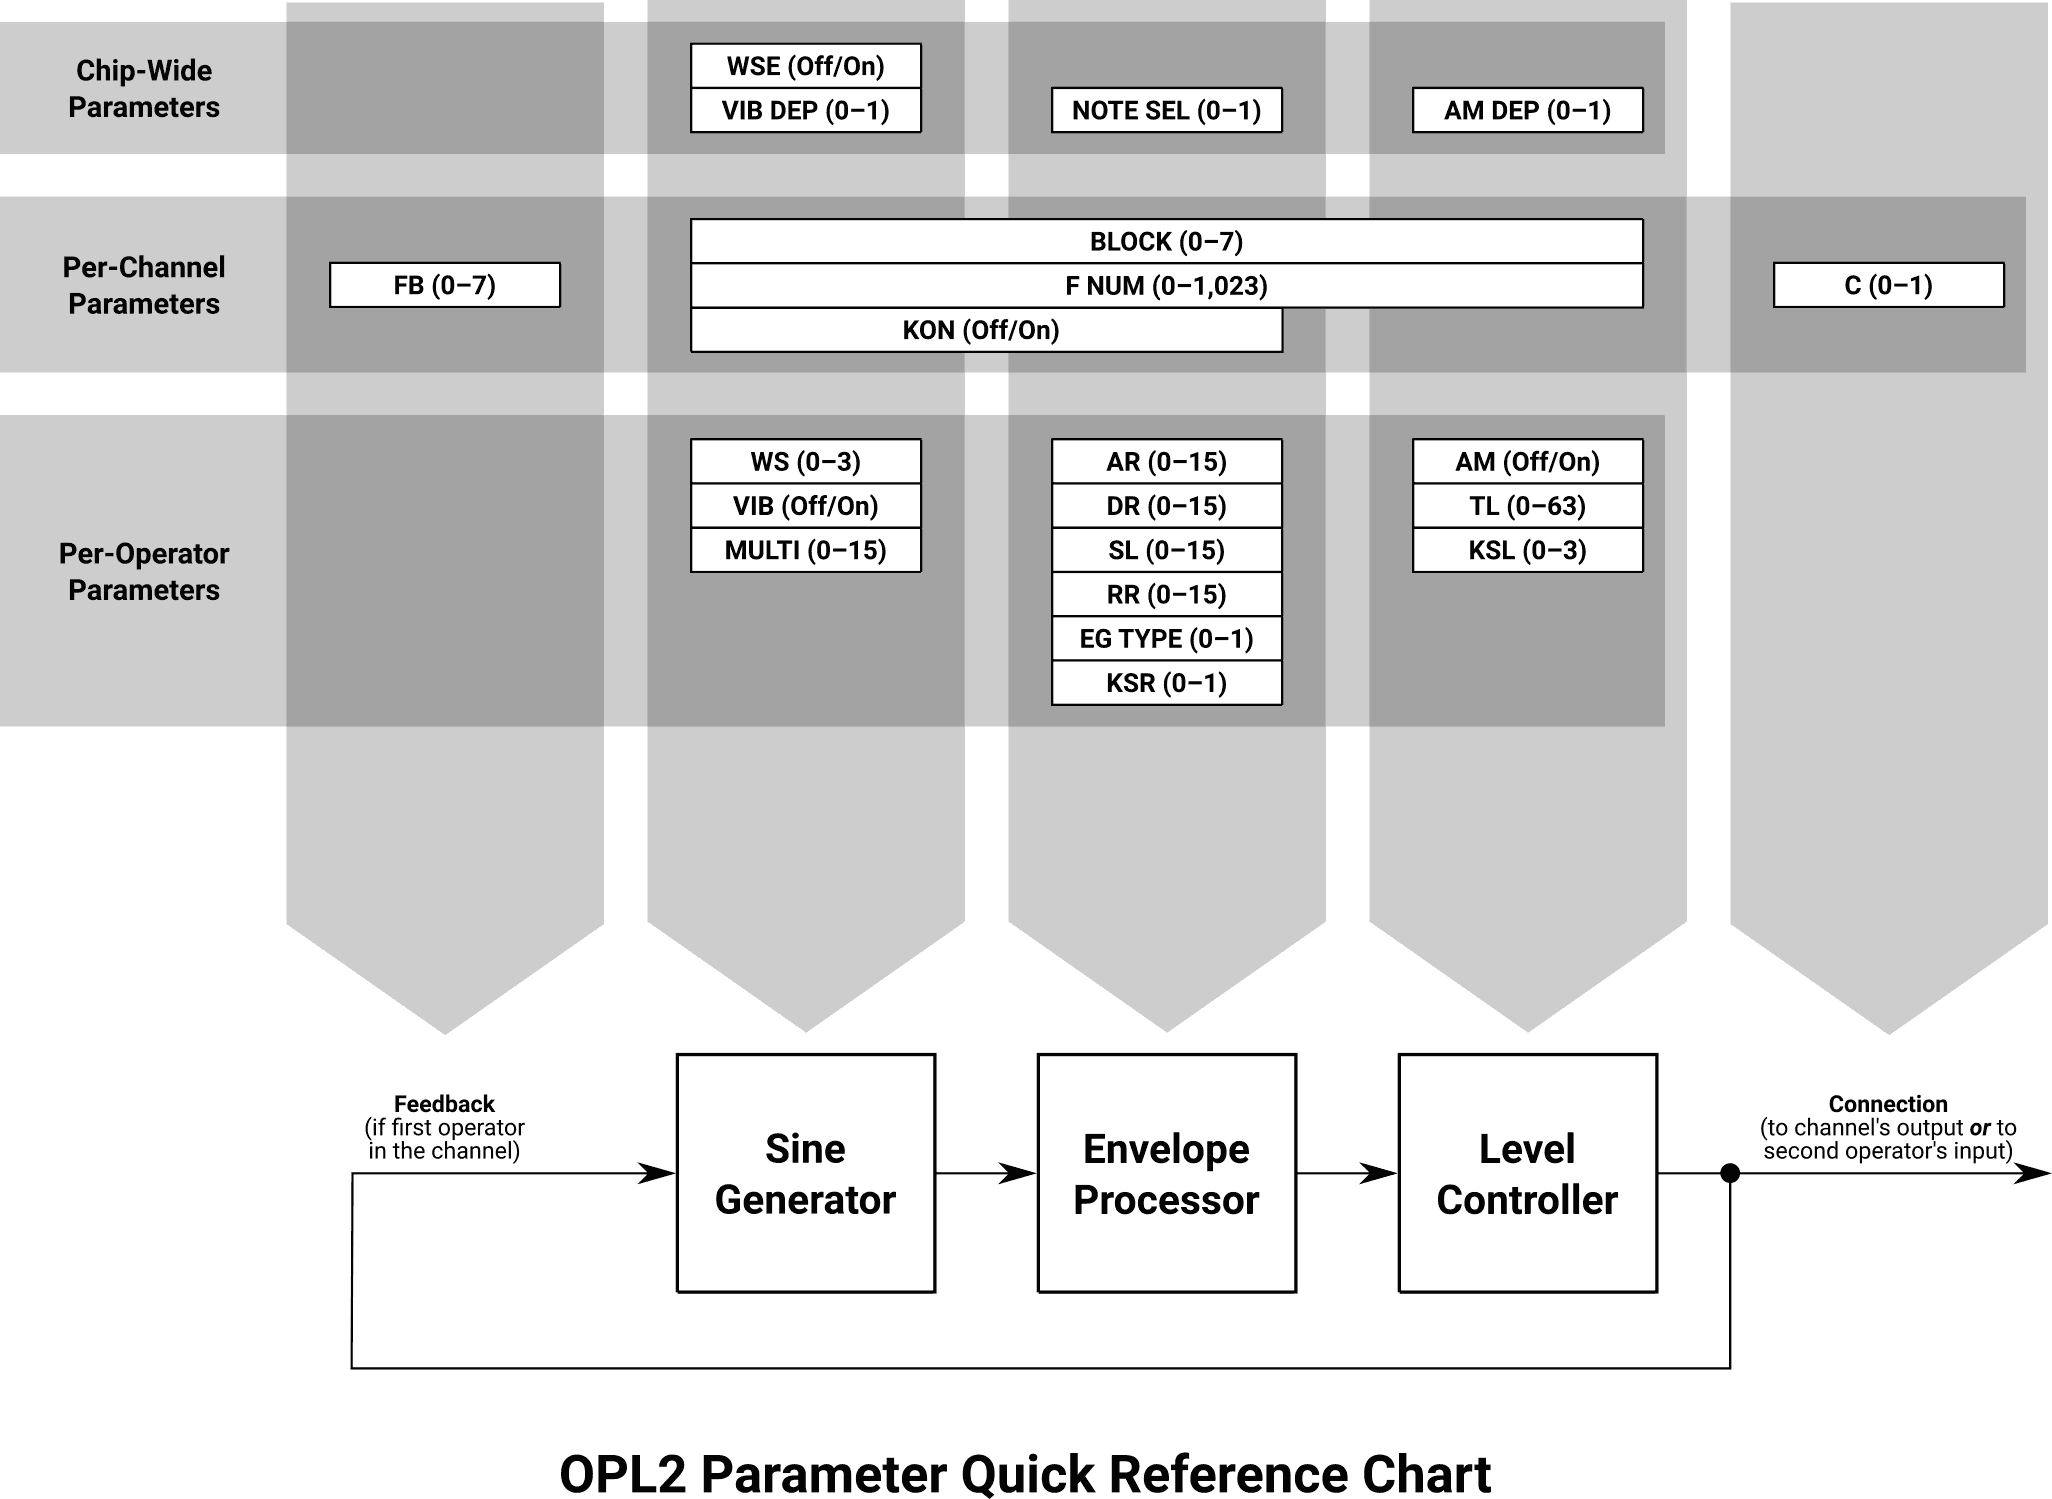 Chip-Wide
Parameters
WSE (Off/On)
VIB DEP (0–1)
NOTE SEL (0–1)
AM DEP (0–1)
Per-Channel
Parameters
FB (0–7)
BLOCK (0–7)
F NUM (0–1,023)
KON (Off/On)
C (0–1)
Per-Operator
Parameters
WS (0–3)
VIB (Off/On)
MULTI (0–15)
AR (0–15)
DR (0–15)
SL (0–15)
RR (0–15)
EG TYPE (0–1)
KSR (0–1)
AM (Off/On)
TL (0–63)
KSL (0–3)
Feedback
(if first operator
in the channel)
Sine
Generator
Envelope
Processor
Level
Controller
Connection
(to channel's output or to
second operator's input)
OPL2 Parameter Quick Reference Chart